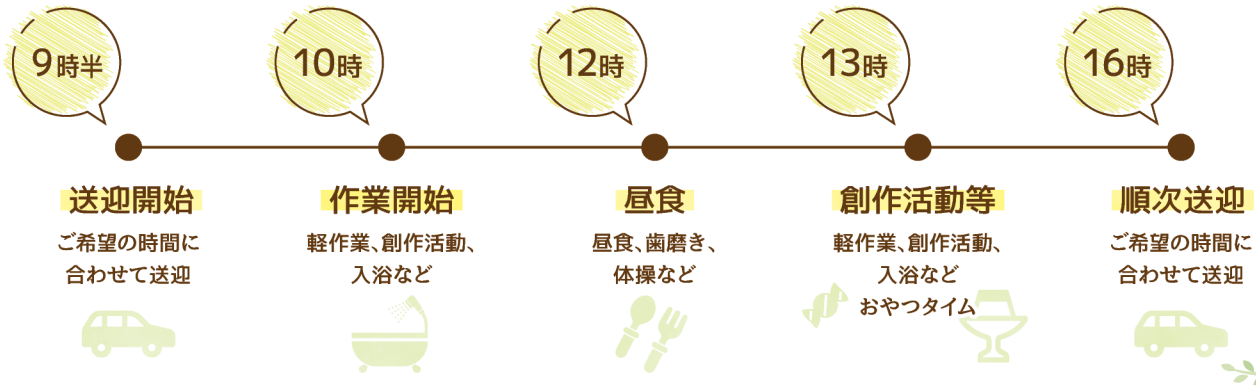 9時半
送迎開始
ご希望の時間に
合わせて送迎
10時
作業開始
軽作業、創作活動、
入浴など
12時
昼食
昼食、歯磨き、
体操など
13時
創作活動等
軽作業、創作活動、
入浴など
おやつタイム
16時
順次送迎
ご希望の時間に
合わせて送迎